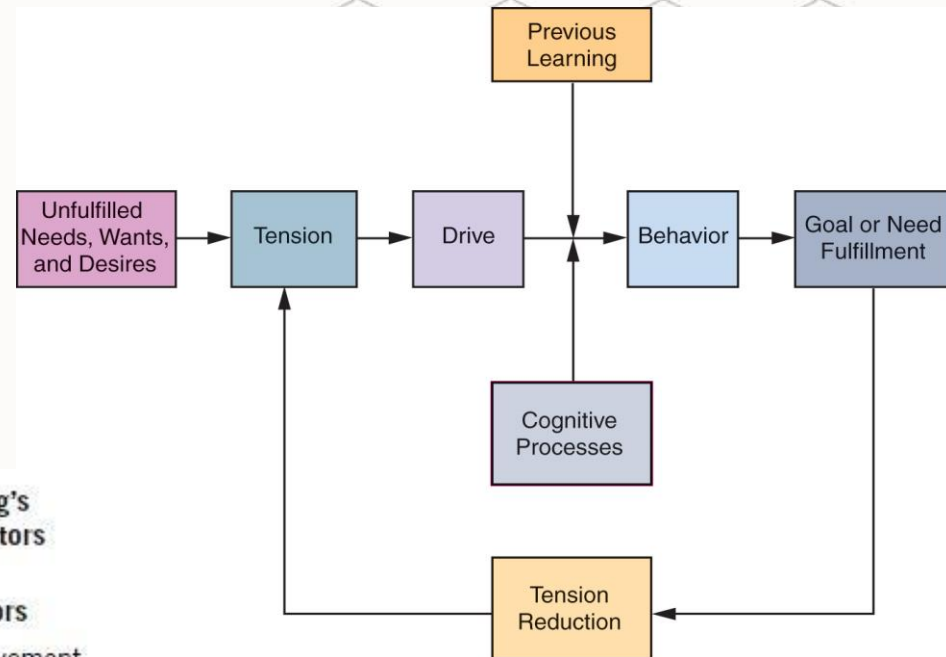 Previous
Learning
Unfulfilled
Needs, Wants,
and Desires
Tension
Drive
Behavior
Goal or Need
Fulfillment
Cognitive
Processes
Tension
Reduction